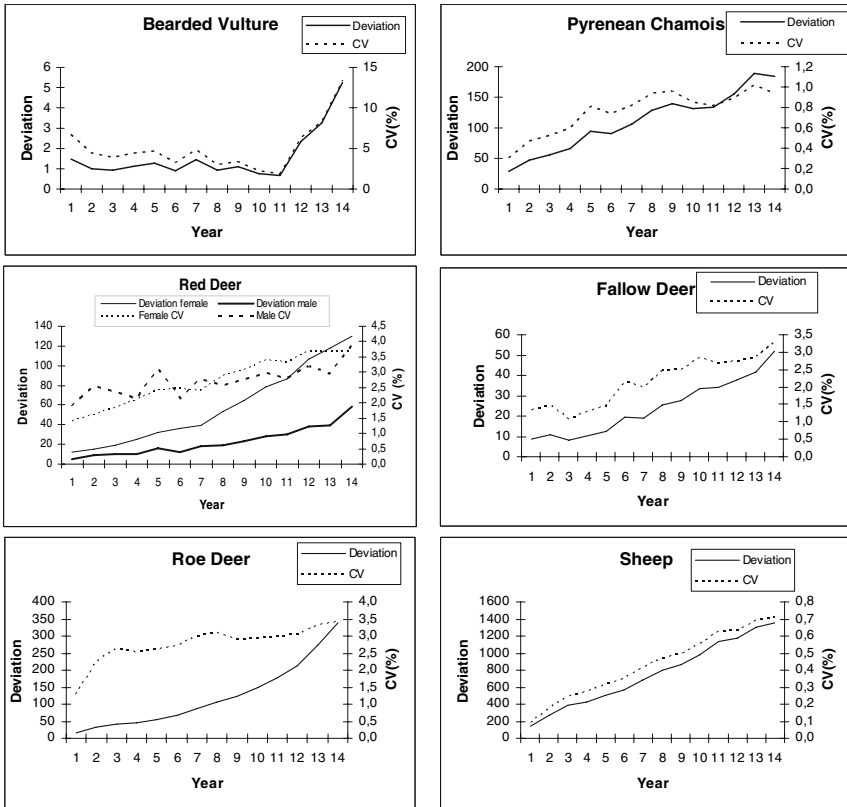 Bearded Vulture
Deviation
CV
6
5
4
3
2
1
0
Deviation
15
10
5
0
CV(%)
1 2 3 4 5 6 7 8 9 10 11 12 13 14
Year
Pyrenean Chamois
Deviation
CV
200
150
100
50
0
Deviation
1,2
1,0
0,8
0,6
0,4
0,2
0,0
CV(%)
1 2 3 4 5 6 7 8 9 10 11 12 13 14
Year
Red Deer
Deviation female Deviation male
Female CV Male CV
140
120
100
80
60
40
20
0
Deviation
4,5
4,0
3,5
3,0
2,5
2,0
1,5
1,0
0,5
0,0
CV (%)
1 2 3 4 5 6 7 8 9 10 11 12 13 14
Year
Fallow Deer
Deviation
CV
60
50
40
30
20
10
0
Deviation
3,5
3,0
2,5
2,0
1,5
1,0
0,5
0,0
CV(%)
1 2 3 4 5 6 7 8 9 10 11 12 13 14
Year
Roe Deer
Deviation
CV
400
350
300
250
200
150
100
50
0
Deviation
4,0
3,5
3,0
2,5
2,0
1,5
1,0
0,5
0,0
CV(%)
1 2 3 4 5 6 7 8 9 10 11 12 13 14
Year
Sheep
Deviation
CV
1600
1400
1200
1000
800
600
400
200
0
Deviation
0,8
0,7
0,6
0,5
0,4
0,3
0,2
0,1
0,0
CV(%)
1 2 3 4 5 6 7 8 9 10 11 12 13 14
Year